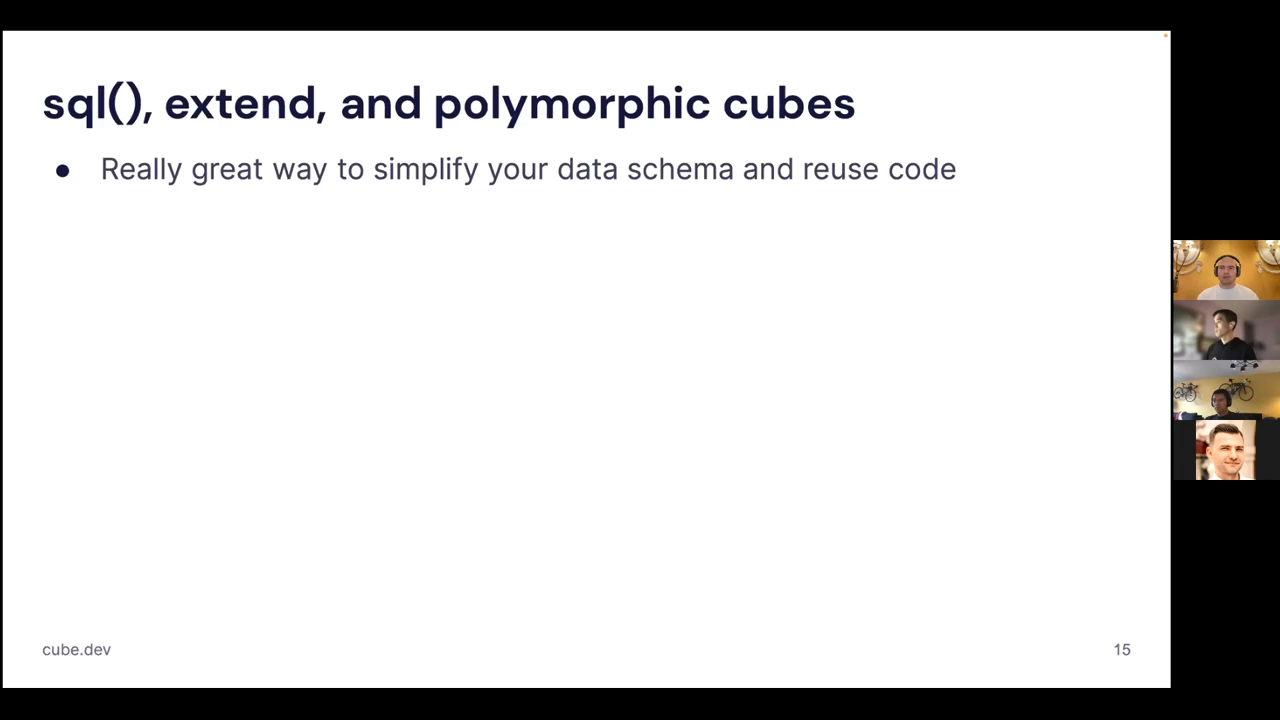 sql(), extend, and polymorphic cubes
● Really great way to simplify your data schema and reuse code
cube.dev
15